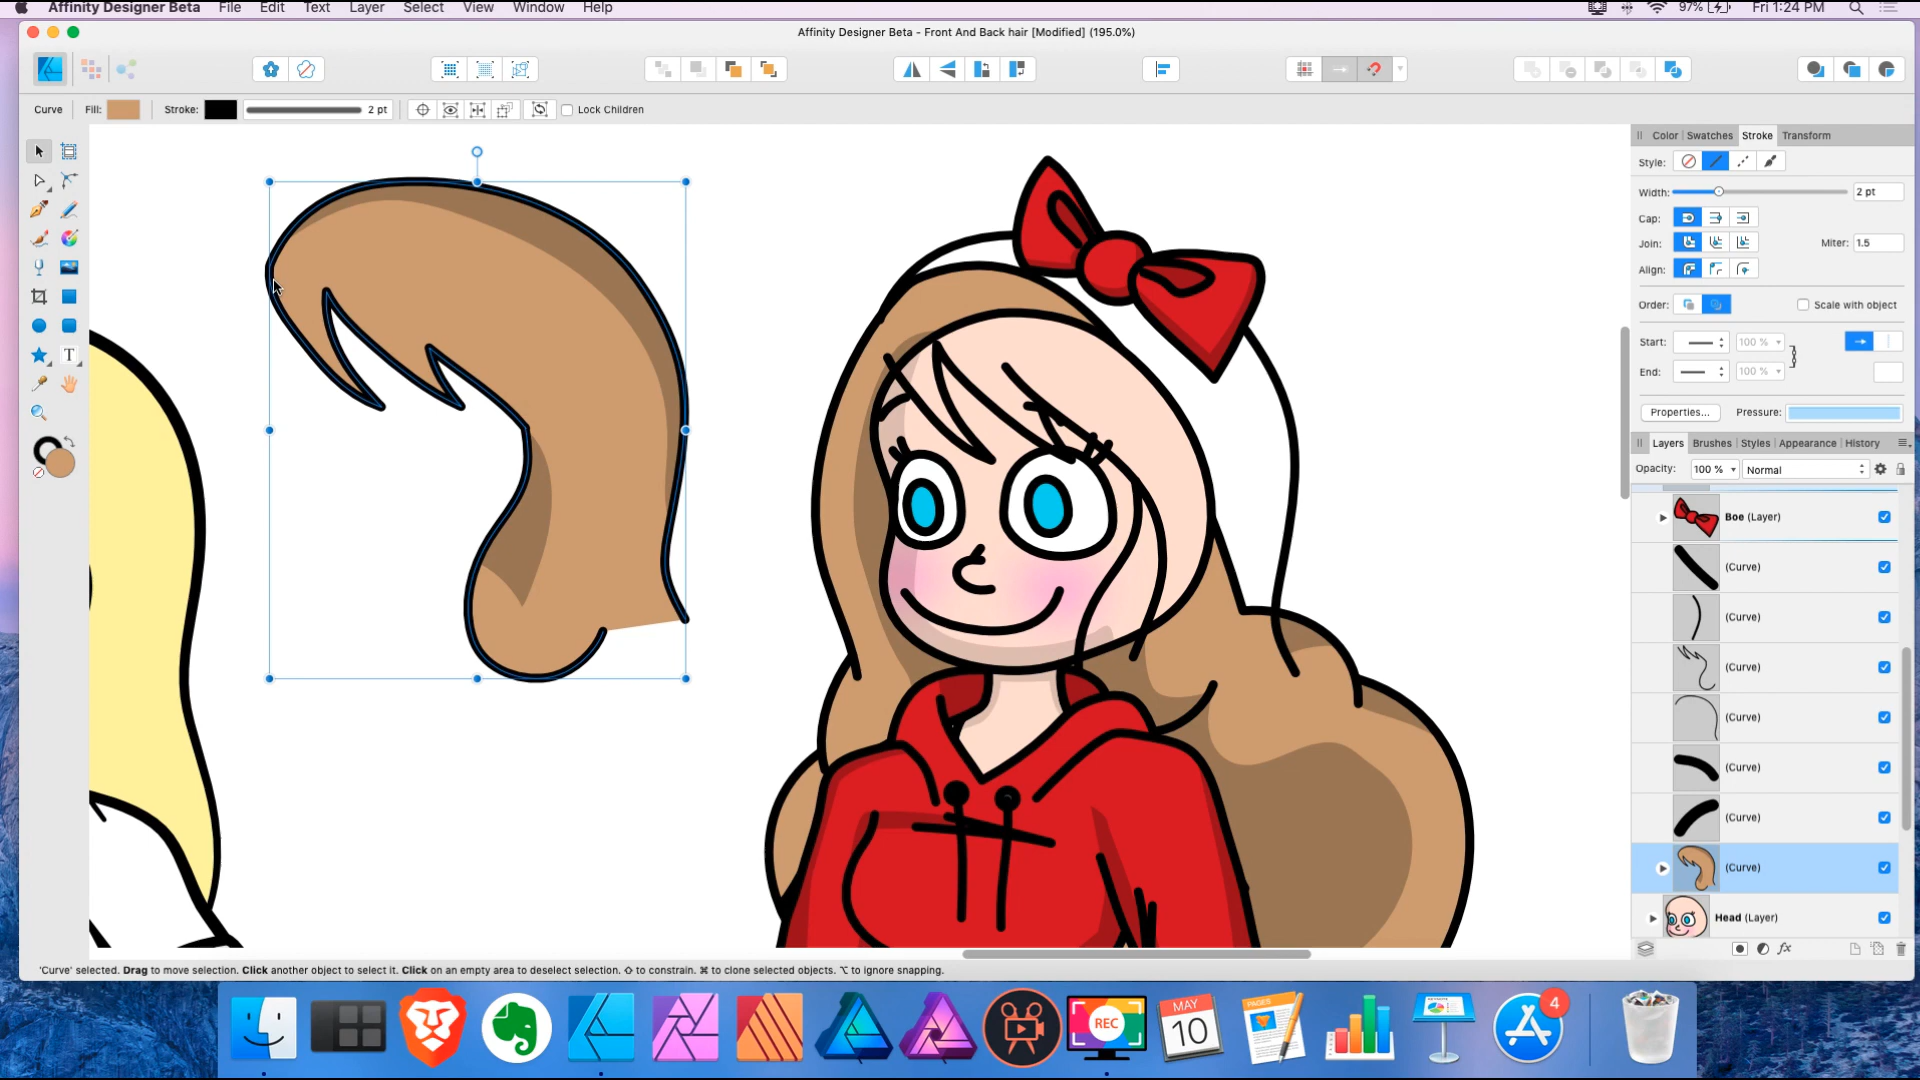 Affinity Designer Beta File Edit Text Layer Select View Window Help 97% Fri 1:24 PM
Affinity Designer Beta - Front And Back hair [Modified] (195.0%)
Curve Fill: Stroke: 2 pt Lock Children
Color Swatches Stroke Transform
Style:
Width: 2 pt
Cap:
Join: Miter: 1.5
Align:
Order: Scale with object
Start: 100 %
End: 100 %
Properties... Pressure:
Layers Brushes Styles Appearance History
Opacity: 100 % Normal
Boe (Layer)
(Curve)
(Curve)
(Curve)
(Curve)
(Curve)
(Curve)
(Curve)
Head (Layer)
T
fx
'Curve' selected. Drag to move selection. Click another object to select it. Click on an empty area to deselect selection. ⇧ to constrain. ⌘ to clone selected objects. ⌥ to ignore snapping.
REC
MAY
10
PAGES
4